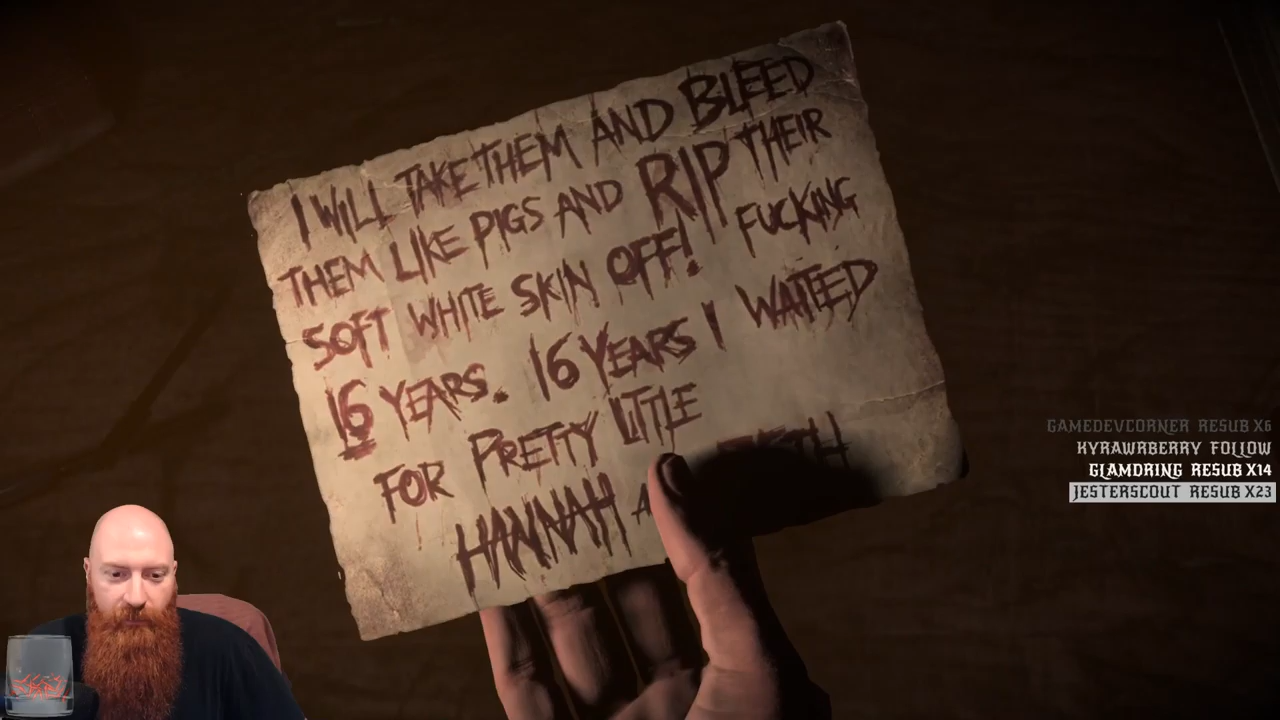 I WILL TAKE THEM AND BLEED
THEM LIKE PIGS AND RIP THEIR
SOFT WHITE SKIN OFF! FUCKING
16 YEARS. 16 YEARS I WAITED
FOR PRETTY LITTLE
HANNAH
GAMEDEVCORNER RESUB X6
KYRAWRBERRY FOLLOW
GLAMDRING RESUB X14
JESTERSCOUT RESUB X23